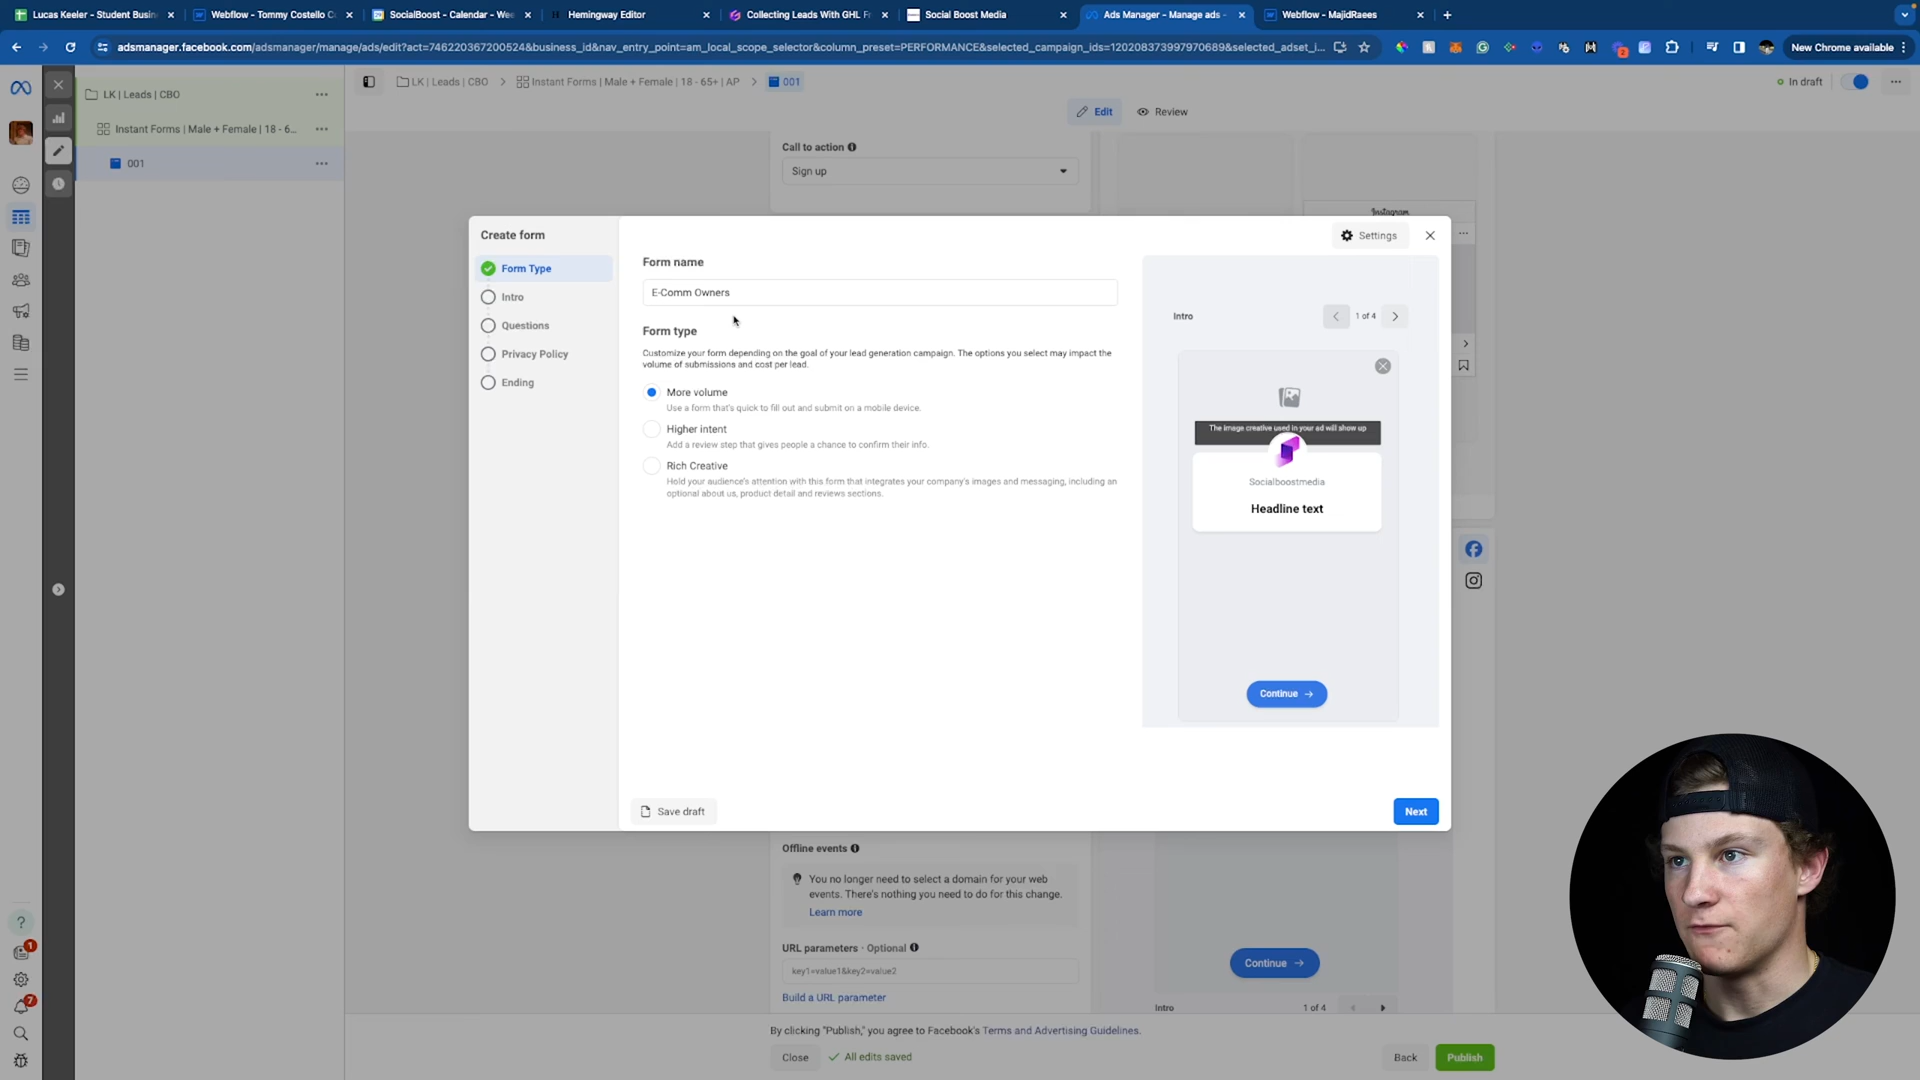 Lucas Keeler - Student Busin
Webflow - Tommy Costello C
SocialBoost - Calendar - Wee
Hemingway Editor
Collecting Leads With GHL F
Social Boost Media
Ads Manager - Manage ads -
Webflow - MajidRaees
adsmanager.facebook.com/adsmanager/manage/ads/edit?act=746220367200524&business_id&nav_entry_point=am_local_scope_selector&column_preset=PERFORMANCE&selected_campaign_ids=120208373997970689&selected_adset_i...
New Chrome available
LK | Leads | CBO
Instant Forms | Male + Female | 18 - 6...
001
LK | Leads | CBO
Instant Forms | Male + Female | 18 - 65+ | AP
001
In draft
Edit
Review
Call to action
Sign up
Instagram
Create form
Form Type
Intro
Questions
Privacy Policy
Ending
Settings
Form name
E-Comm Owners
Form type
Customize your form depending on the goal of your lead generation campaign. The options you select may impact the
volume of submissions and cost per lead.
More volume
Use a form that's quick to fill out and submit on a mobile device.
Higher intent
Add a review step that gives people a chance to confirm their info.
Rich Creative
Hold your audience's attention with this form that integrates your company's images and messaging, including an
optional about us, product detail and reviews sections.
Intro
1 of 4
The image creative used in your ad will show up
Socialboostmedia
Headline text
Continue
Save draft
Next
Offline events
You no longer need to select a domain for your web
events. There's nothing you need to do for this change.
Learn more
URL parameters · Optional
key1=value1&key2=value2
Build a URL parameter
Continue
Intro
1 of 4
By clicking "Publish," you agree to Facebook's Terms and Advertising Guidelines.
Close
All edits saved
Back
Publish
2
1
7